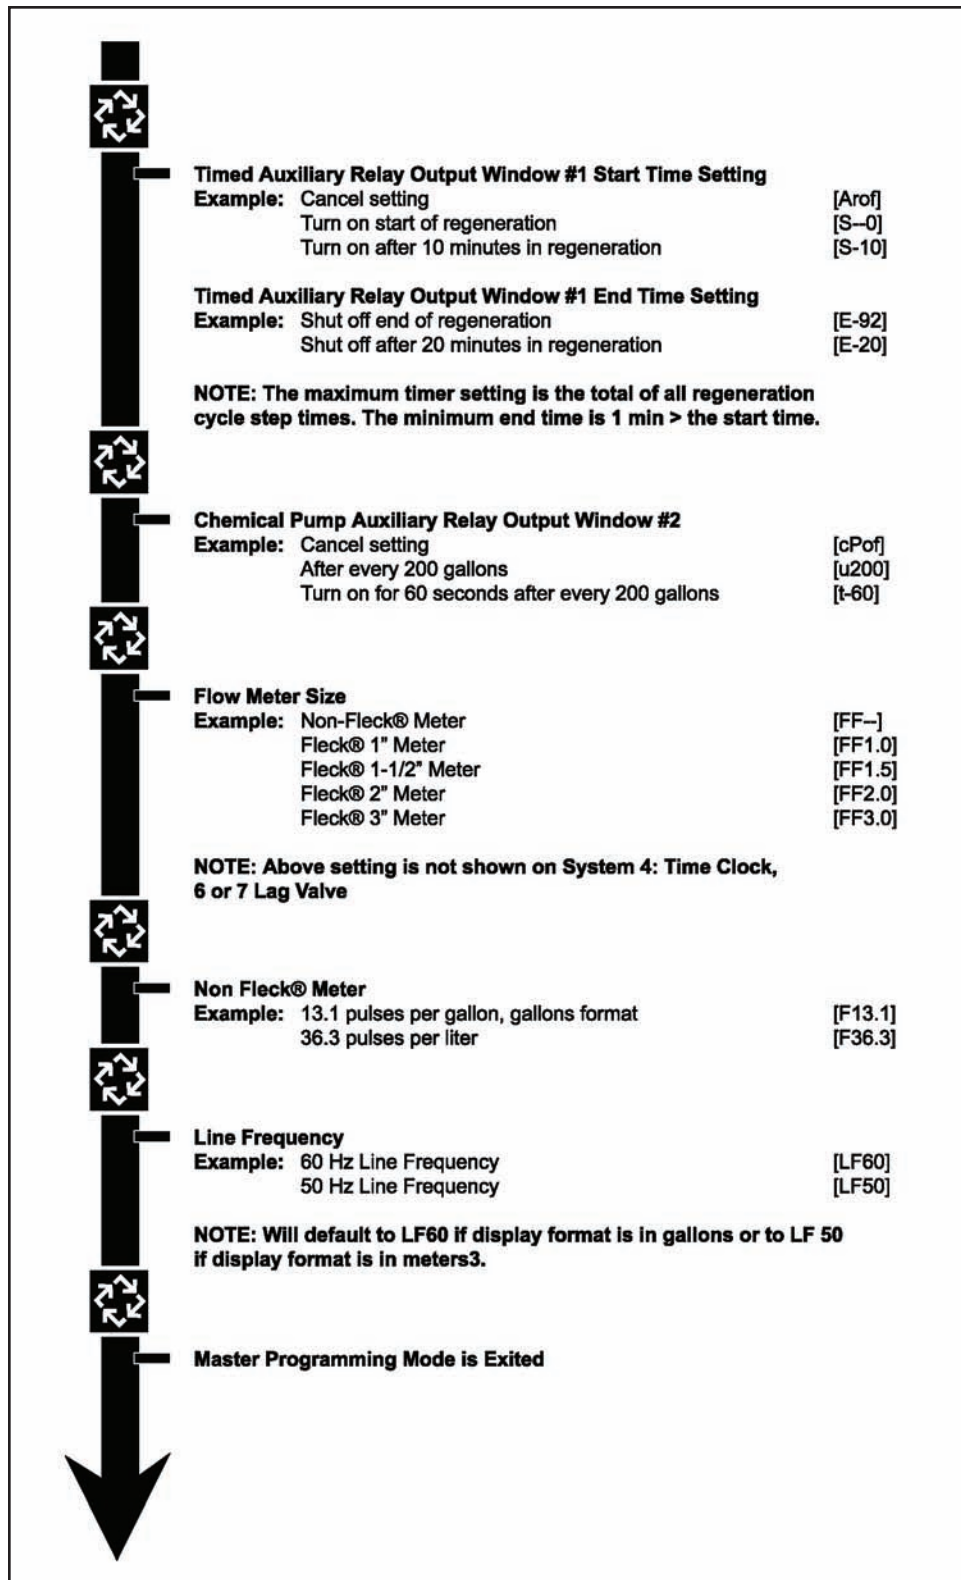 Timed Auxiliary Relay Output Window #1 Start Time Setting
Example: Cancel setting [Arof]
Turn on start of regeneration [S--0]
Turn on after 10 minutes in regeneration [S-10]
Timed Auxiliary Relay Output Window #1 End Time Setting
Example: Shut off end of regeneration [E-92]
Shut off after 20 minutes in regeneration [E-20]
NOTE: The maximum timer setting is the total of all regeneration
cycle step times. The minimum end time is 1 min > the start time.
Chemical Pump Auxiliary Relay Output Window #2
Example: Cancel setting [cPof]
After every 200 gallons [u200]
Turn on for 60 seconds after every 200 gallons [t-60]
Flow Meter Size
Example: Non-Fleck® Meter [FF--]
Fleck® 1" Meter [FF1.0]
Fleck® 1-1/2" Meter [FF1.5]
Fleck® 2" Meter [FF2.0]
Fleck® 3" Meter [FF3.0]
NOTE: Above setting is not shown on System 4: Time Clock,
6 or 7 Lag Valve
Non Fleck® Meter
Example: 13.1 pulses per gallon, gallons format [F13.1]
36.3 pulses per liter [F36.3]
Line Frequency
Example: 60 Hz Line Frequency [LF60]
50 Hz Line Frequency [LF50]
NOTE: Will default to LF60 if display format is in gallons or to LF 50
if display format is in meters3.
Master Programming Mode is Exited